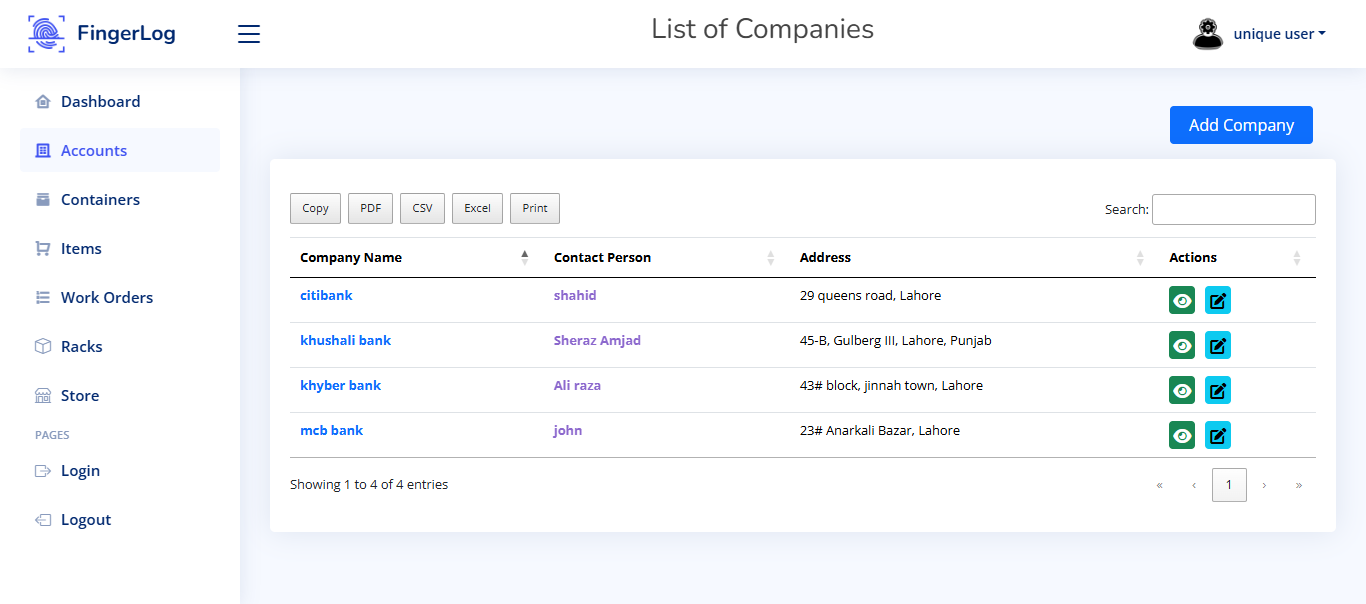 FingerLog
List of Companies
unique user
Dashboard
Accounts
Containers
Items
Work Orders
Racks
Store
PAGES
Login
Logout
Add Company
Copy PDF CSV Excel Print Search:
Company Name Contact Person Address Actions
citibank shahid 29 queens road, Lahore
khushali bank Sheraz Amjad 45-B, Gulberg III, Lahore, Punjab
khyber bank Ali raza 43# block, jinnah town, Lahore
mcb bank john 23# Anarkali Bazar, Lahore
Showing 1 to 4 of 4 entries « ‹ 1 › »